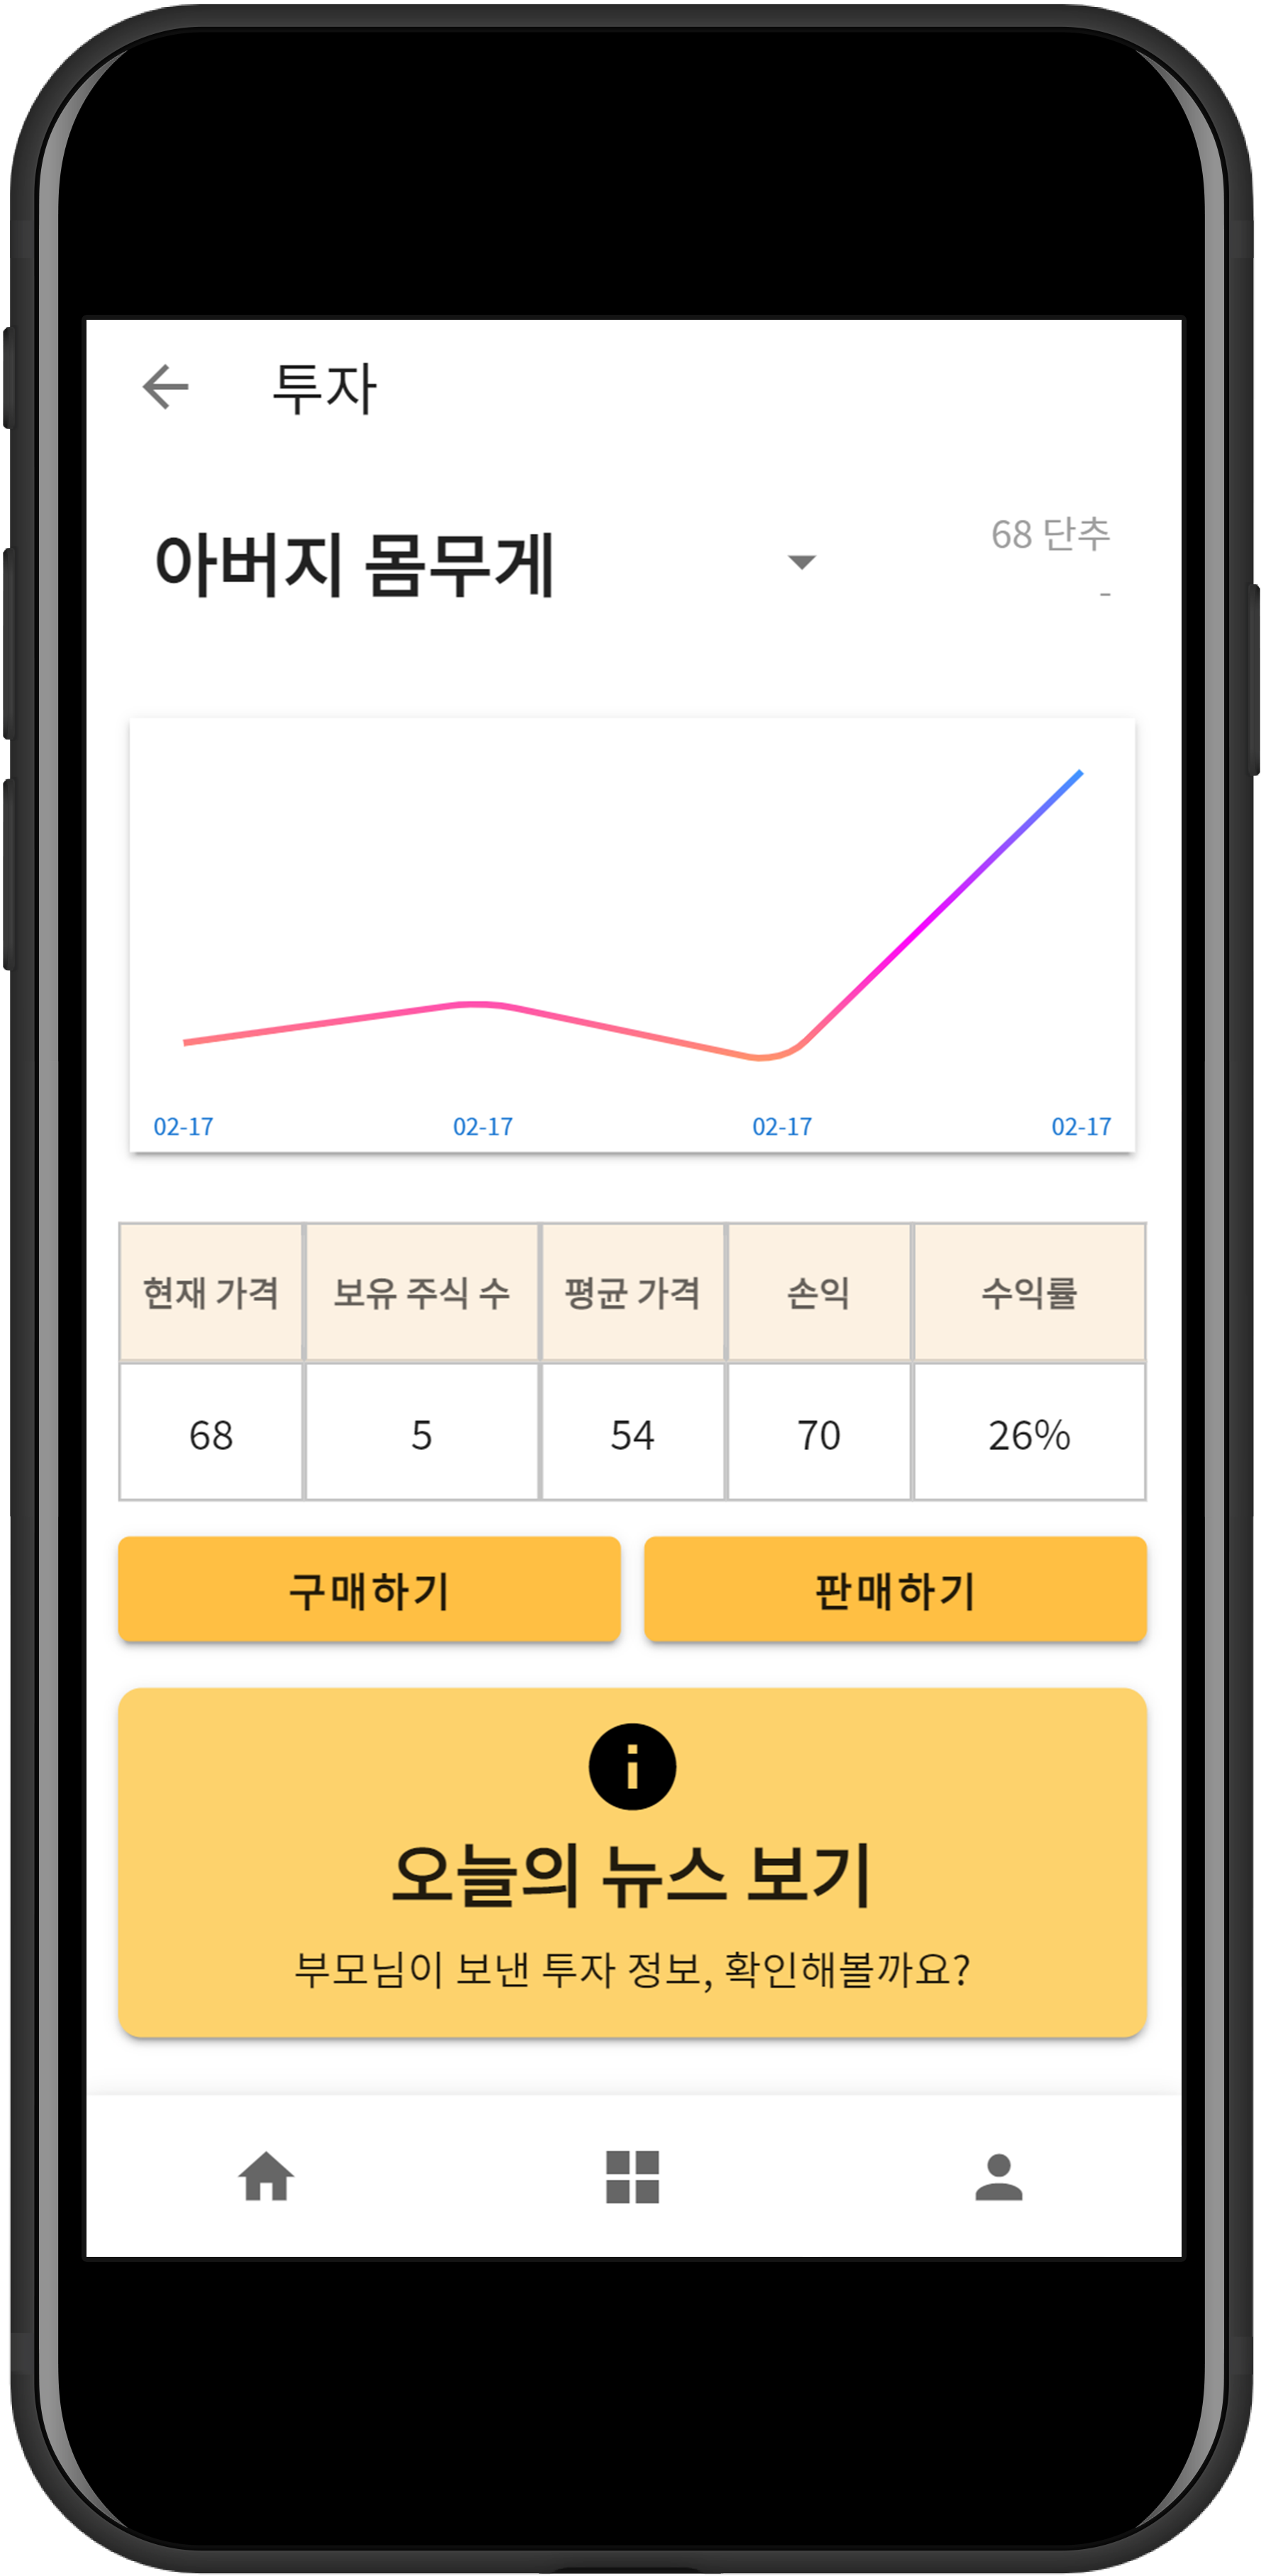 투자
아버지 몸무게
68 단추
-
02-17 02-17 02-17 02-17
현재 가격 보유 주식 수 평균 가격 손익 수익률
68 5 54 70 26%
구매하기 판매하기
오늘의 뉴스 보기
부모님이 보낸 투자 정보, 확인해볼까요?